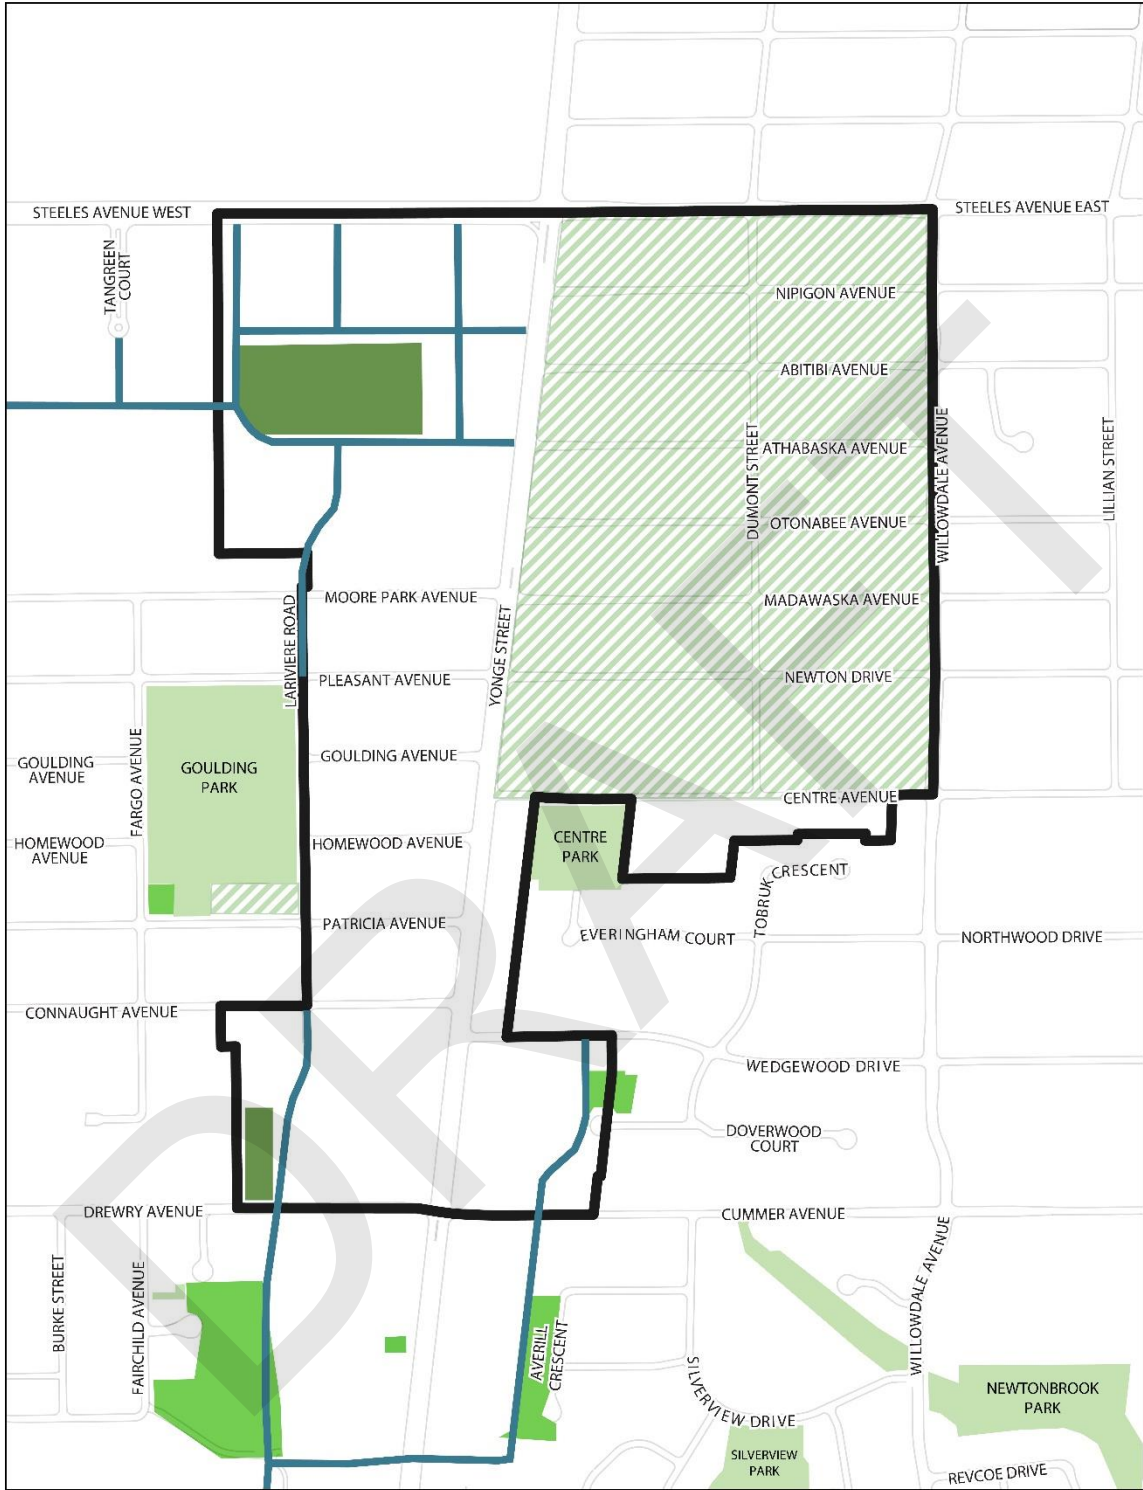 STEELES AVENUE WEST
STEELES AVENUE EAST
TANGREEN
COURT
NIPIGON AVENUE
ABITIBI AVENUE
DUMONT STREET
ATHABASKA AVENUE
WILLOWDALE AVENUE
LILLIAN STREET
OTONABEE AVENUE
LARIVIERE ROAD
MOORE PARK AVENUE
YONGE STREET
MADAWASKA AVENUE
PLEASANT AVENUE
NEWTON DRIVE
GOULDING
AVENUE
FARGO AVENUE
GOULDING
PARK
GOULDING AVENUE
CENTRE AVENUE
HOMEWOOD
AVENUE
HOMEWOOD AVENUE
CENTRE
PARK
TOBRUK CRESCENT
PATRICIA AVENUE
EVERINGHAM COURT
NORTHWOOD DRIVE
CONNAUGHT AVENUE
WEDGEWOOD DRIVE
DOVERWOOD
COURT
DREWRY AVENUE
CUMMER AVENUE
BURKE STREET
FAIRCHILD AVENUE
AVERILL
CRESCENT
SILVERVIEW DRIVE
WILLOWDALE AVENUE
NEWTONBROOK
PARK
SILVERVIEW
PARK
REVCOE DRIVE
DRAFT